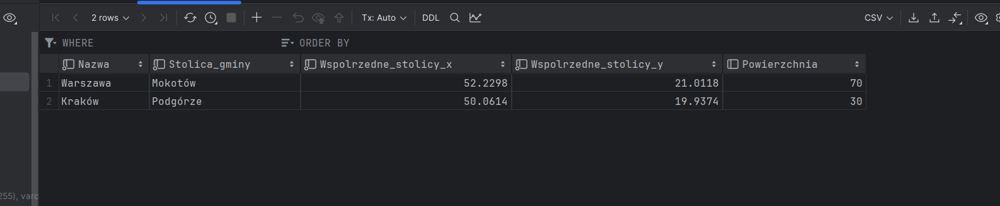 2 rows Tx: Auto DDL CSV
WHERE ORDER BY
Nazwa Stolica_gminy Wspolrzedne_stolicy_x Wspolrzedne_stolicy_y Powierzchnia
1 Warszawa Mokotów 52.2298 21.0118 70
2 Kraków Podgórze 50.0614 19.9374 30
255), varc